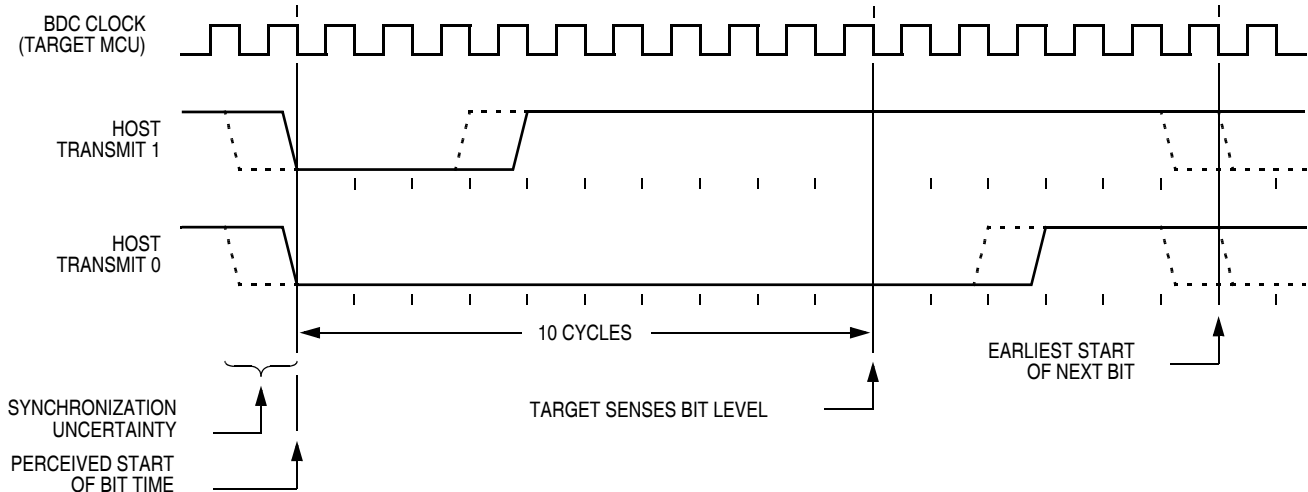 BDC CLOCK
(TARGET MCU)
HOST
TRANSMIT 1
HOST
TRANSMIT 0
10 CYCLES
EARLIEST START
OF NEXT BIT
SYNCHRONIZATION
UNCERTAINTY
TARGET SENSES BIT LEVEL
PERCEIVED START
OF BIT TIME